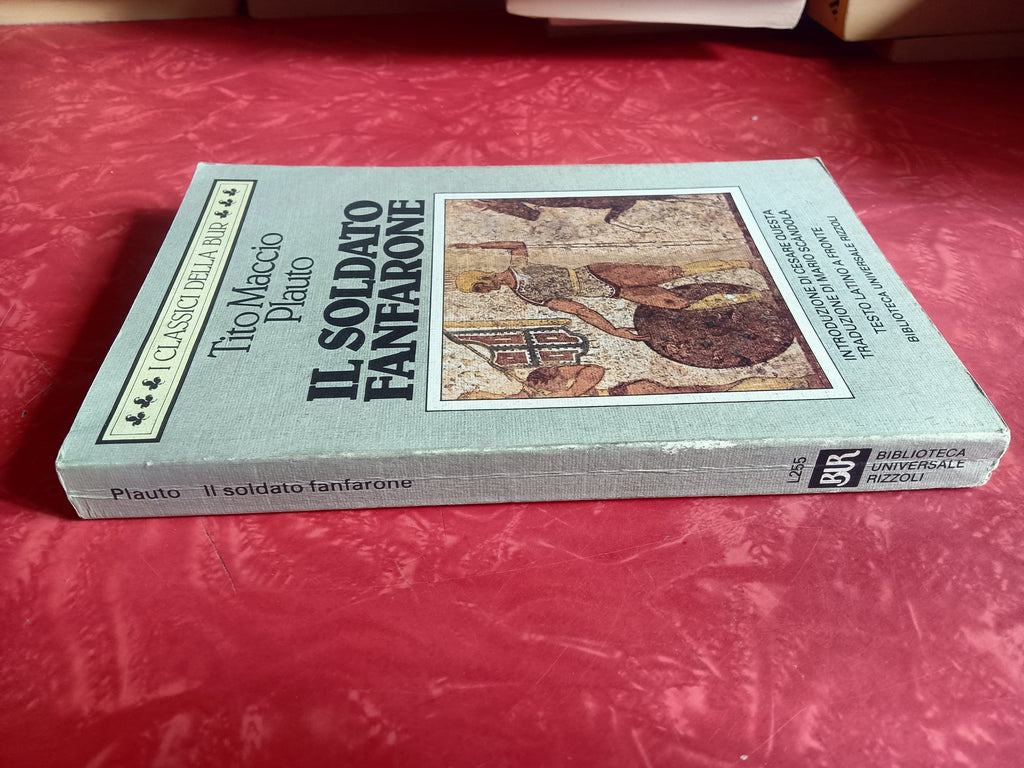 I CLASSICI DELLA BUR
Tito Maccio
Plauto
IL SOLDATO
FANFARONE
INTRODUZIONE DI CESARE QUESTA
TRADUZIONE DI MARIO SCÀNDOLA
TESTO LATINO A FRONTE
BIBLIOTECA UNIVERSALE RIZZOLI
Plauto Il soldato fanfarone
L255
BUR
BIBLIOTECA
UNIVERSALE
RIZZOLI